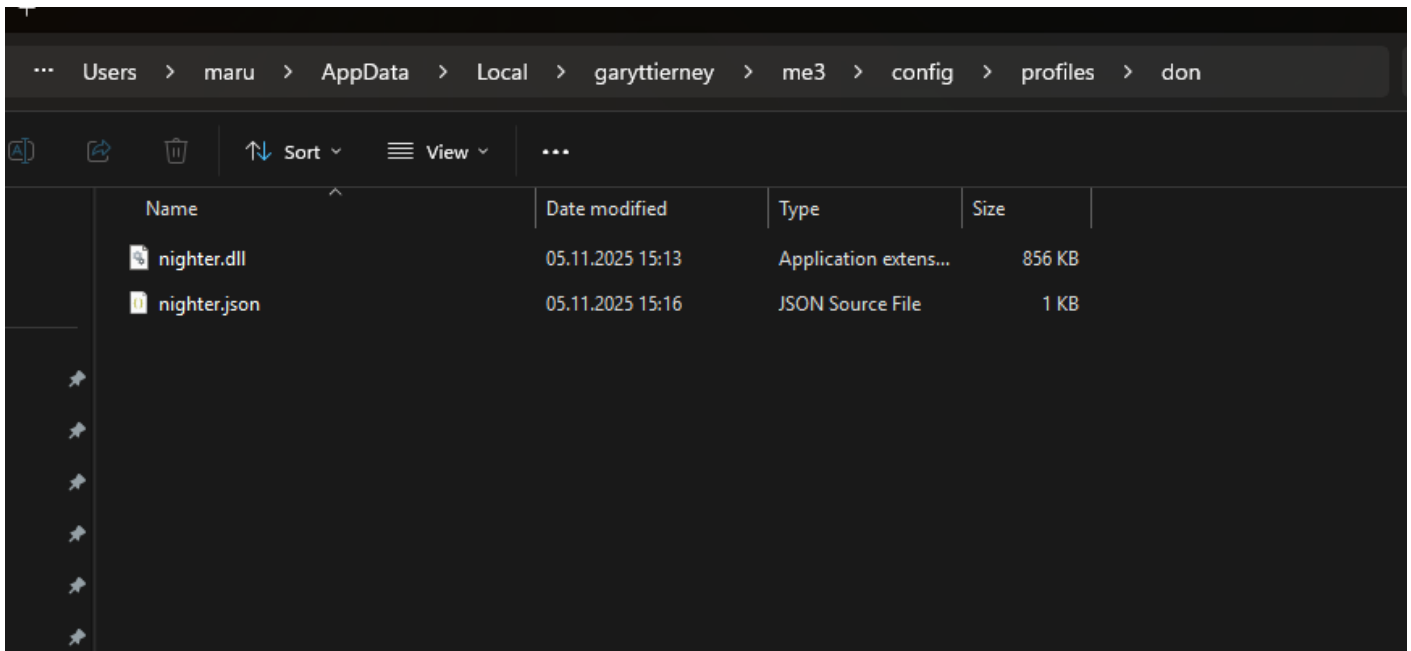 ... Users > maru > AppData > Local > garyttierney > me3 > config > profiles > don
Sort View ...
Name Date modified Type Size
nighter.dll 05.11.2025 15:13 Application extens... 856 KB
nighter.json 05.11.2025 15:16 JSON Source File 1 KB